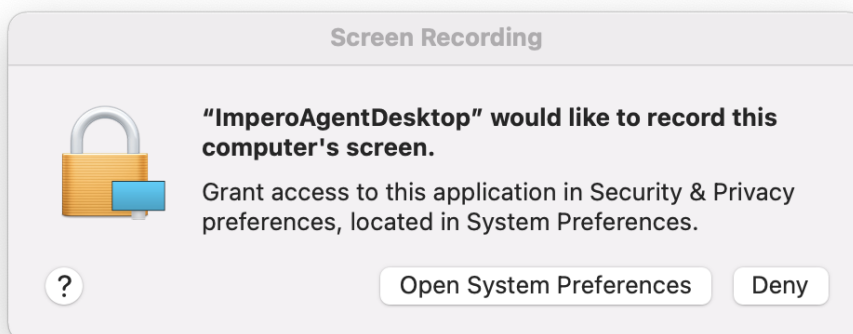 Screen Recording
“ImperoAgentDesktop” would like to record this
computer's screen.
Grant access to this application in Security & Privacy
preferences, located in System Preferences.
? Open System Preferences Deny